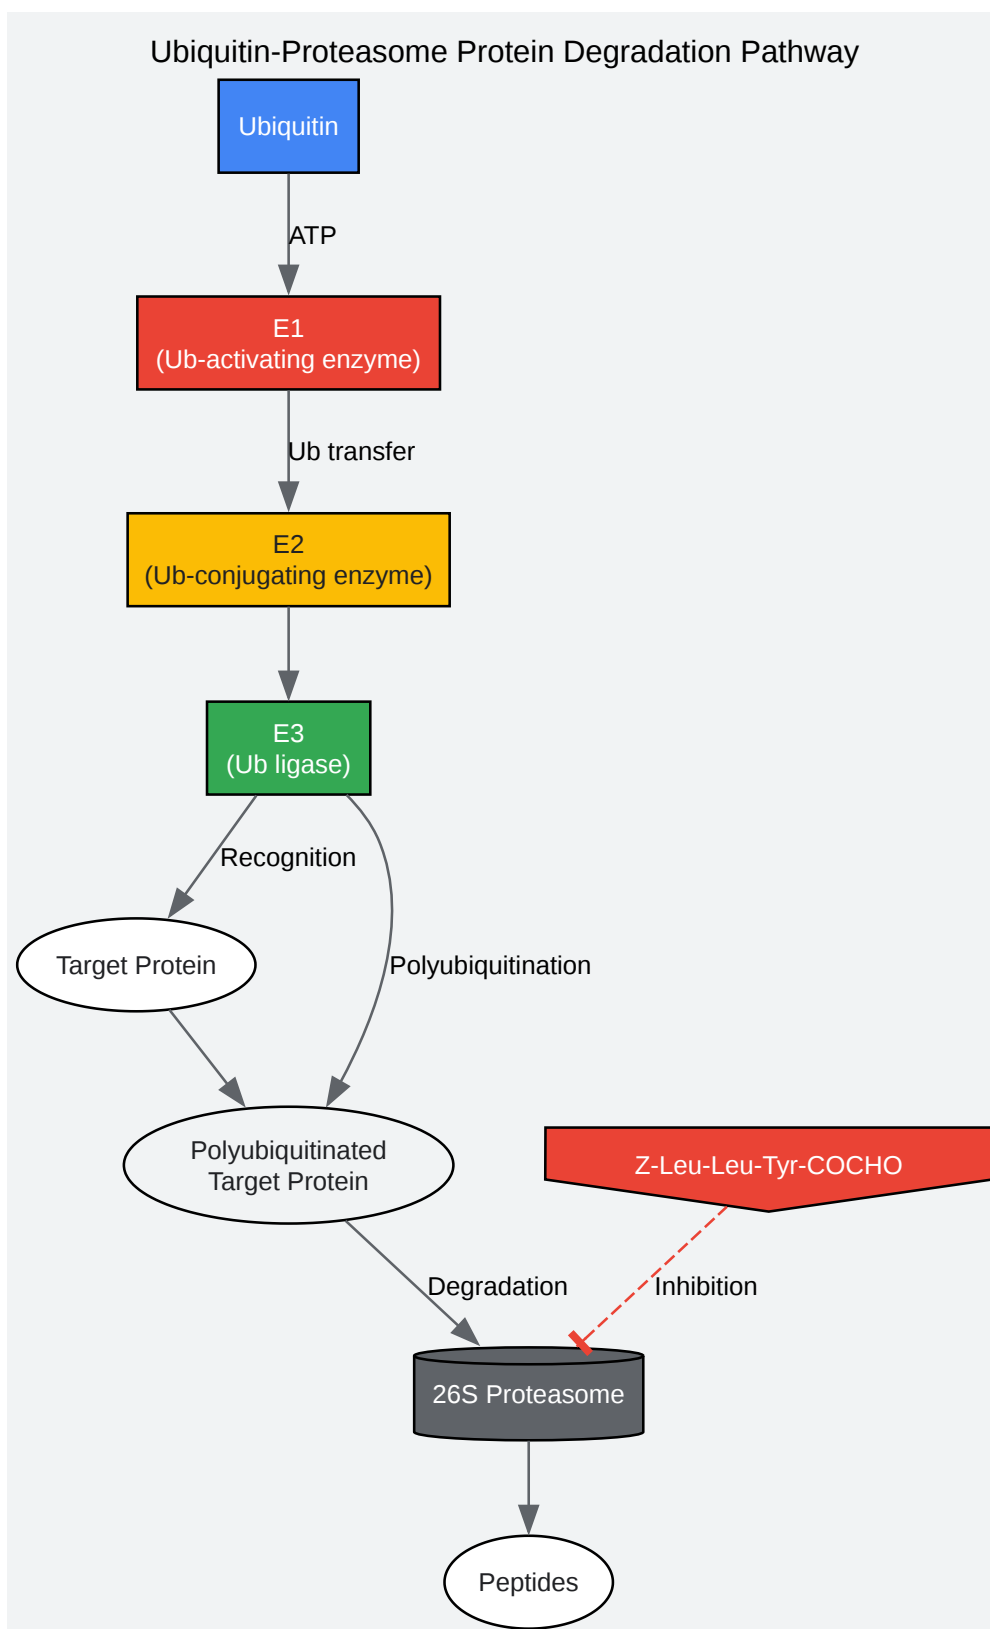 Ubiquitin-Proteasome Protein Degradation Pathway
Ubiquitin
ATP
E1
(Ub-activating enzyme)
Ub transfer
E2
(Ub-conjugating enzyme)
E3
(Ub ligase)
Recognition
Target Protein
Polyubiquitination
Polyubiquitinated
Target Protein
Z-Leu-Leu-Tyr-COCHO
Degradation
Inhibition
26S Proteasome
Peptides